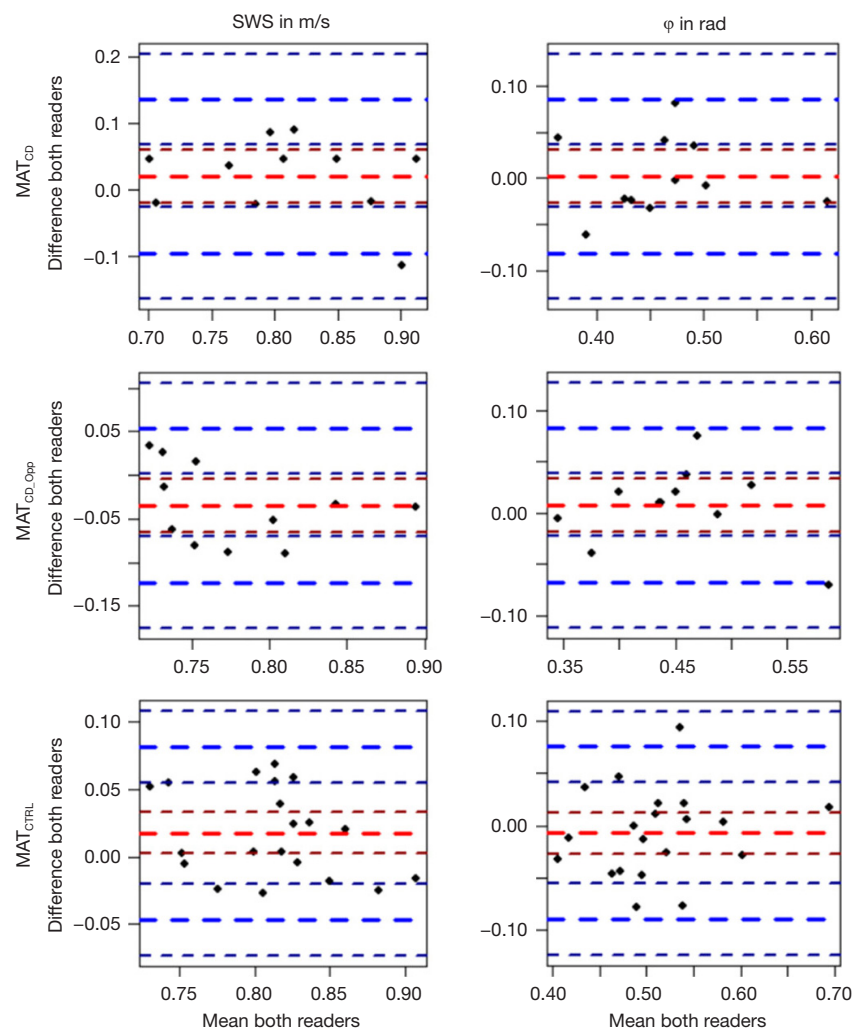 SWS in m/s
φ in rad
MAT_CD
Difference both readers
0.2
0.1
0.0
−0.1
0.70 0.75 0.80 0.85 0.90
0.10
0.00
−0.10
0.40 0.50 0.60
MAT_CD_Opp
Difference both readers
0.05
−0.05
−0.15
0.75 0.80 0.85 0.90
0.10
0.00
−0.10
0.35 0.45 0.55
MAT_CTRL
Difference both readers
0.10
0.05
0.00
−0.05
0.75 0.80 0.85 0.90
Mean both readers
0.10
0.00
−0.10
0.40 0.50 0.60 0.70
Mean both readers